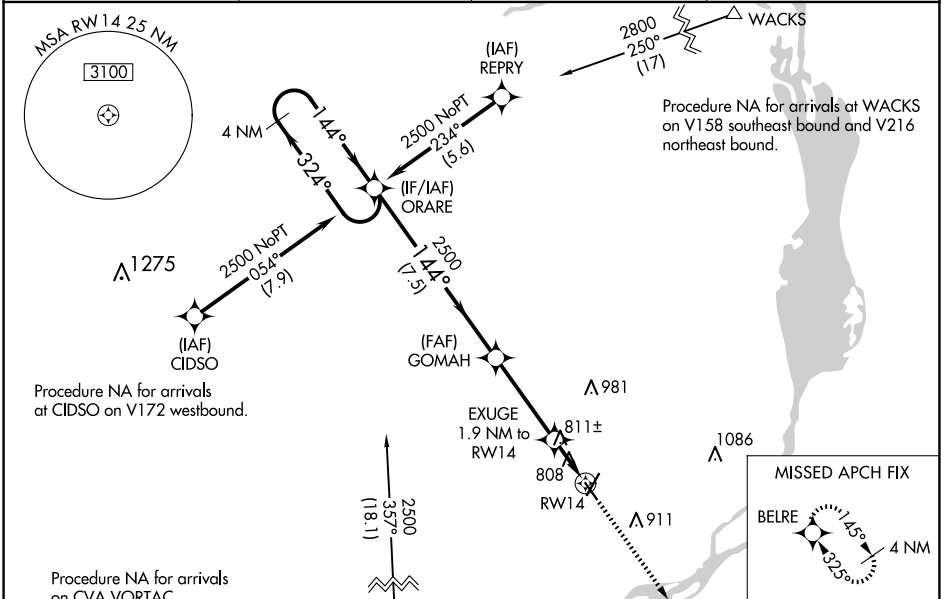 MSA RW14 25 NM
3100
WACKS
2800
250°
(17)
(IAF)
REPRY
Procedure NA for arrivals at WACKS
on V158 southeast bound and V216
northeast bound.
4 NM
144°
324°
2500 NoPT
234°
(5.6)
(IF/IAF)
ORARE
2500 NoPT
054°
(7.9)
1275
2500
144°
(7.5)
(IAF)
CIDSO
(FAF)
GOMAH
Procedure NA for arrivals
at CIDSO on V172 westbound.
981
EXUGE
1.9 NM to
RW14
811±
808
RW14
1086
911
2500
357°
(18.1)
MISSED APCH FIX
BELRE
145°
4 NM
325°
Procedure NA for arrivals
on CVA VORTAC